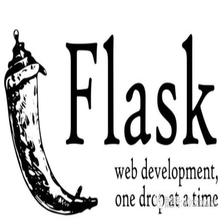 Flask
web development,
one drop at a time